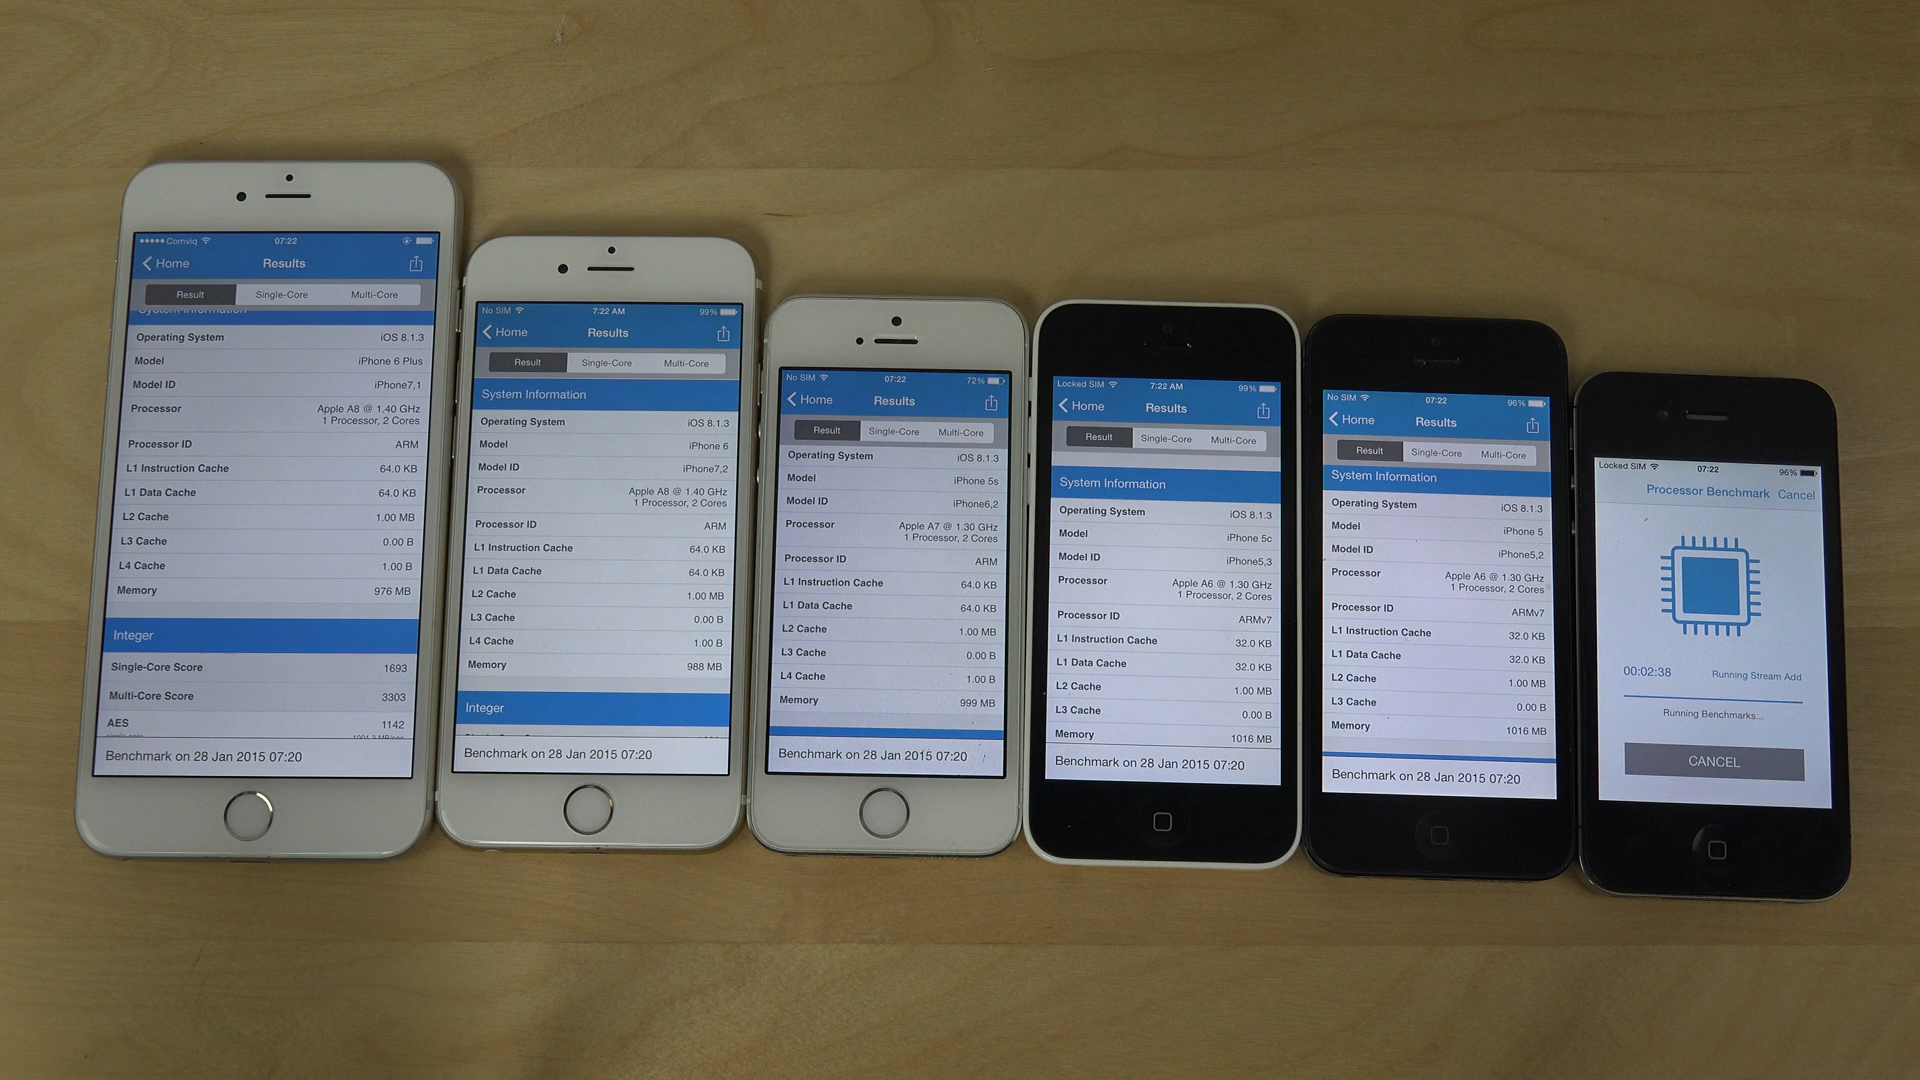 Comviq 07:22
Home Results
Result Single-Core Multi-Core
System Information
Operating System iOS 8.1.3
Model iPhone 6 Plus
Model ID iPhone7,1
Processor Apple A8 @ 1.40 GHz
1 Processor, 2 Cores
Processor ID ARM
L1 Instruction Cache 64.0 KB
L1 Data Cache 64.0 KB
L2 Cache 1.00 MB
L3 Cache 0.00 B
L4 Cache 1.00 B
Memory 976 MB
Integer
Single-Core Score 1693
Multi-Core Score 3303
AES 1142
Benchmark on 28 Jan 2015 07:20
No SIM 7:22 AM 99%
Home Results
Result Single-Core Multi-Core
System Information
Operating System iOS 8.1.3
Model iPhone 6
Model ID iPhone7,2
Processor Apple A8 @ 1.40 GHz
1 Processor, 2 Cores
Processor ID ARM
L1 Instruction Cache 64.0 KB
L1 Data Cache 64.0 KB
L2 Cache 1.00 MB
L3 Cache 0.00 B
L4 Cache 1.00 B
Memory 988 MB
Integer
Benchmark on 28 Jan 2015 07:20
No SIM 07:22 72%
Home Results
Result Single-Core Multi-Core
Operating System iOS 8.1.3
Model iPhone 5s
Model ID iPhone6,2
Processor Apple A7 @ 1.30 GHz
1 Processor, 2 Cores
Processor ID ARM
L1 Instruction Cache 64.0 KB
L1 Data Cache 64.0 KB
L2 Cache 1.00 MB
L3 Cache 0.00 B
L4 Cache 1.00 B
Memory 999 MB
Benchmark on 28 Jan 2015 07:20
Locked SIM 7:22 AM 99%
Home Results
Result Single-Core Multi-Core
System Information
Operating System iOS 8.1.3
Model iPhone 5c
Model ID iPhone5,3
Processor Apple A6 @ 1.30 GHz
1 Processor, 2 Cores
Processor ID ARMv7
L1 Instruction Cache 32.0 KB
L1 Data Cache 32.0 KB
L2 Cache 1.00 MB
L3 Cache 0.00 B
Memory 1016 MB
Benchmark on 28 Jan 2015 07:20
No SIM 07:22 96%
Home Results
Result Single-Core Multi-Core
System Information
Operating System iOS 8.1.3
Model iPhone 5
Model ID iPhone5,2
Processor Apple A6 @ 1.30 GHz
1 Processor, 2 Cores
Processor ID ARMv7
L1 Instruction Cache 32.0 KB
L1 Data Cache 32.0 KB
L2 Cache 1.00 MB
L3 Cache 0.00 B
Memory 1016 MB
Benchmark on 28 Jan 2015 07:20
Locked SIM 07:22 96%
Processor Benchmark Cancel
00:02:38 Running Stream Add
Running Benchmarks...
CANCEL